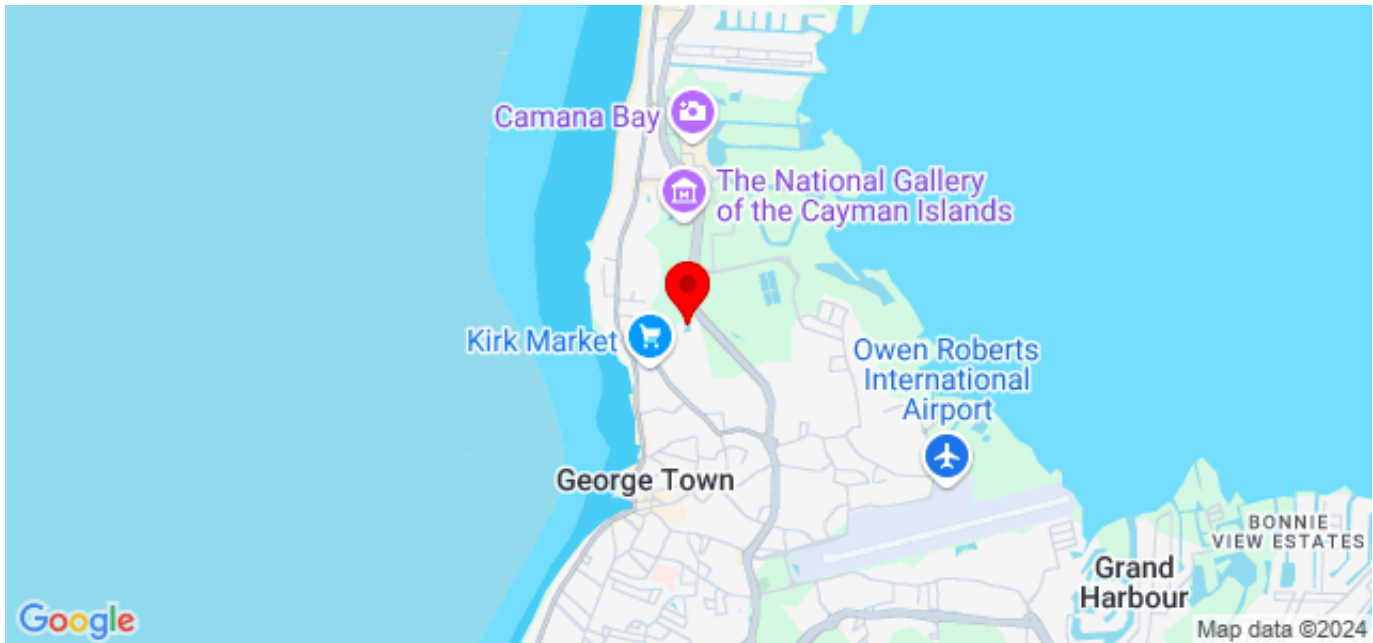 Camana Bay
The National Gallery
of the Cayman Islands
Kirk Market
Owen Roberts
International
Airport
George Town
BONNIE
VIEW ESTATES
Grand
Harbour
Google
Map data ©2024